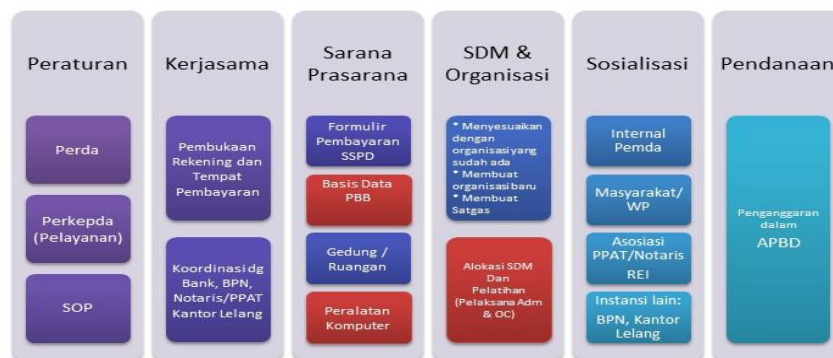 Peraturan
Perda
Perkepda
(Pelayanan)
SOP
Kerjasama
Pembukaan
Rekening dan
Tempat
Pembayaran
Koordinasi dg
Bank, BPN,
Notaris/PPAT
Kantor Lelang
Sarana
Prasarana
Formulir
Pembayaran
SSPD
Basis Data
PBB
Gedung /
Ruangan
Peralatan
Komputer
SDM &
Organisasi
* Menyesuaikan
dengan
organisasi yang
sudah ada
* Membuat
organisasi baru
* Membuat
Satgas
Alokasi SDM
Dan
Pelatihan
(Pelaksana Adm
& OC)
Sosialisasi
Internal
Pemda
Masyarakat/
WP
Asosiasi
PPAT/Notaris
REI
Instansi lain:
BPN, Kantor
Lelang
Pendanaan
Penganggaran
dalam
APBD